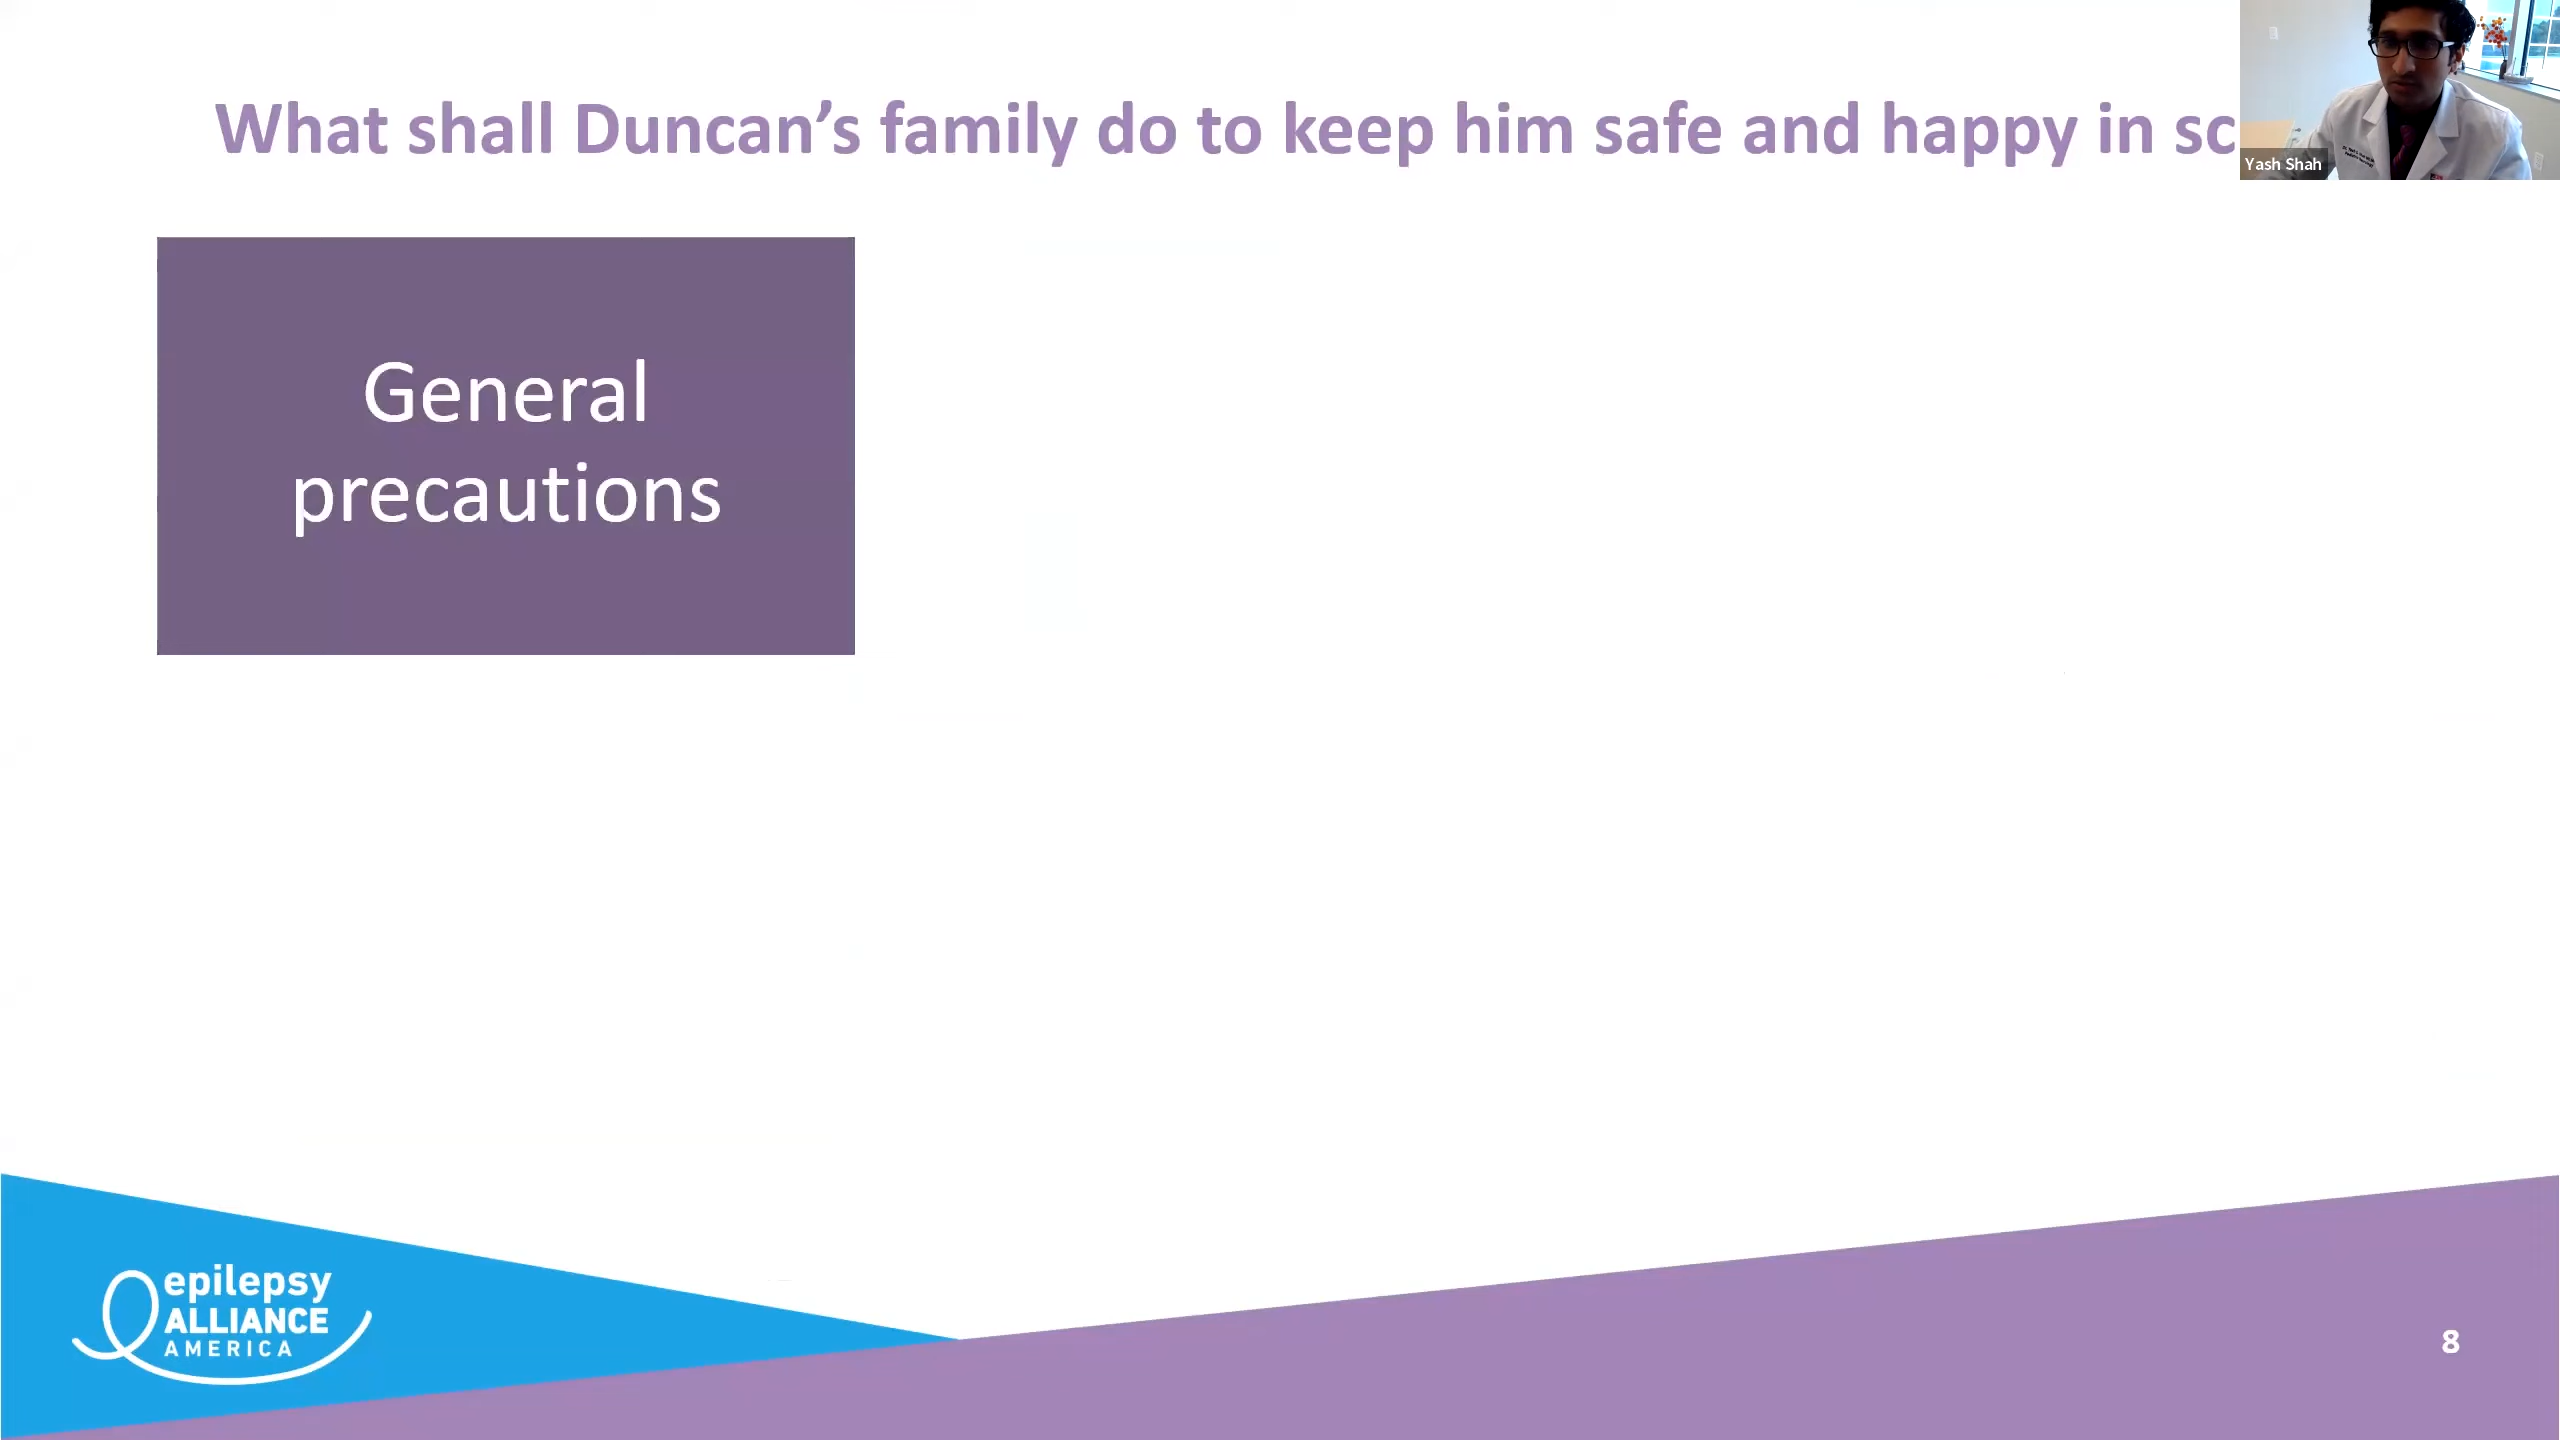 What shall Duncan’s family do to keep him safe and happy in sc
Yash Shah
General
precautions
epilepsy
ALLIANCE
AMERICA
8